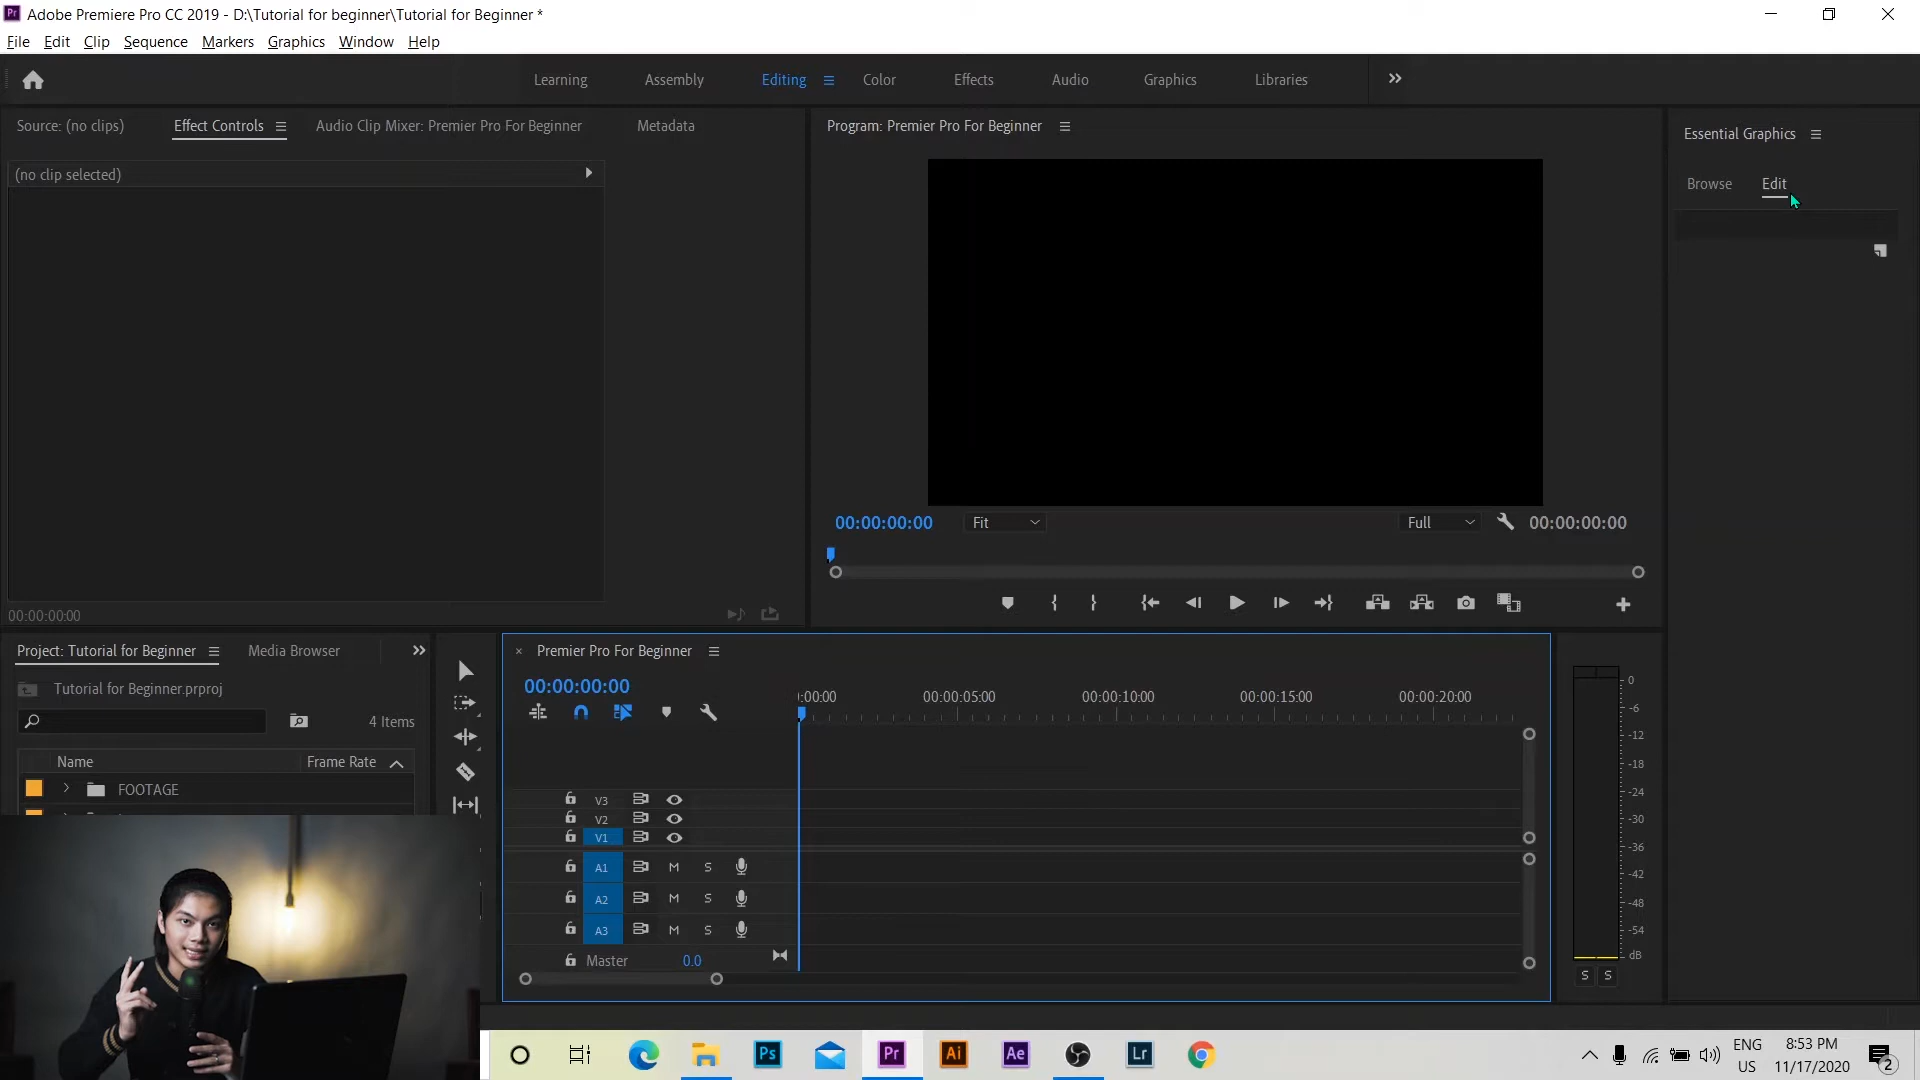 Pr Adobe Premiere Pro CC 2019 - D:\Tutorial for beginner\Tutorial for Beginner *
File Edit Clip Sequence Markers Graphics Window Help
Learning Assembly Editing Color Effects Audio Graphics Libraries
Source: (no clips) Effect Controls Audio Clip Mixer: Premier Pro For Beginner Metadata
Program: Premier Pro For Beginner
Essential Graphics
(no clip selected)
Browse Edit
00:00:00:00 Fit Full 00:00:00:00
00:00:00:00
Project: Tutorial for Beginner Media Browser
× Premier Pro For Beginner
Tutorial for Beginner.prproj
00:00:00:00
:00:00 00:00:05:00 00:00:10:00 00:00:15:00 00:00:20:00
4 Items
Name Frame Rate
FOOTAGE
V3
V2
V1
A1 M S
A2 M S
A3 M S
Master 0.0
0
-6
-12
-18
-24
-30
-36
-42
-48
-54
dB
S S
Ps Pr Ai Ae Lr
ENG
US
8:53 PM
11/17/2020
2